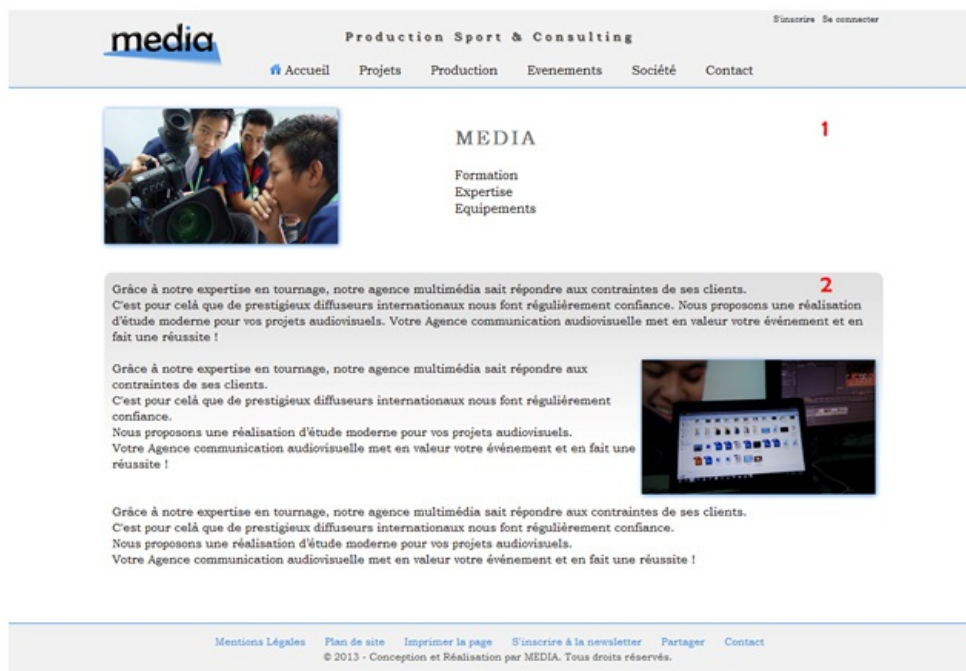 S'inscrire Se connecter
media
Production Sport & Consulting
Accueil Projets Production Evenements Société Contact
MEDIA
1
Formation
Expertise
Equipements
2
Grâce à notre expertise en tournage, notre agence multimédia sait répondre aux contraintes de ses clients.
C'est pour celà que de prestigieux diffuseurs internationaux nous font régulièrement confiance. Nous proposons une réalisation
d'étude moderne pour vos projets audiovisuels. Votre Agence communication audiovisuelle met en valeur votre événement et en
fait une réussite !
Grâce à notre expertise en tournage, notre agence multimédia sait répondre aux
contraintes de ses clients.
C'est pour celà que de prestigieux diffuseurs internationaux nous font régulièrement
confiance.
Nous proposons une réalisation d'étude moderne pour vos projets audiovisuels.
Votre Agence communication audiovisuelle met en valeur votre événement et en fait une
réussite !
Grâce à notre expertise en tournage, notre agence multimédia sait répondre aux contraintes de ses clients.
C'est pour celà que de prestigieux diffuseurs internationaux nous font régulièrement confiance.
Nous proposons une réalisation d'étude moderne pour vos projets audiovisuels.
Votre Agence communication audiovisuelle met en valeur votre événement et en fait une réussite !
Mentions Légales Plan de site Imprimer la page S'inscrire à la newsletter Partager Contact
© 2013 - Conception et Réalisation par MEDIA. Tous droits réservés.